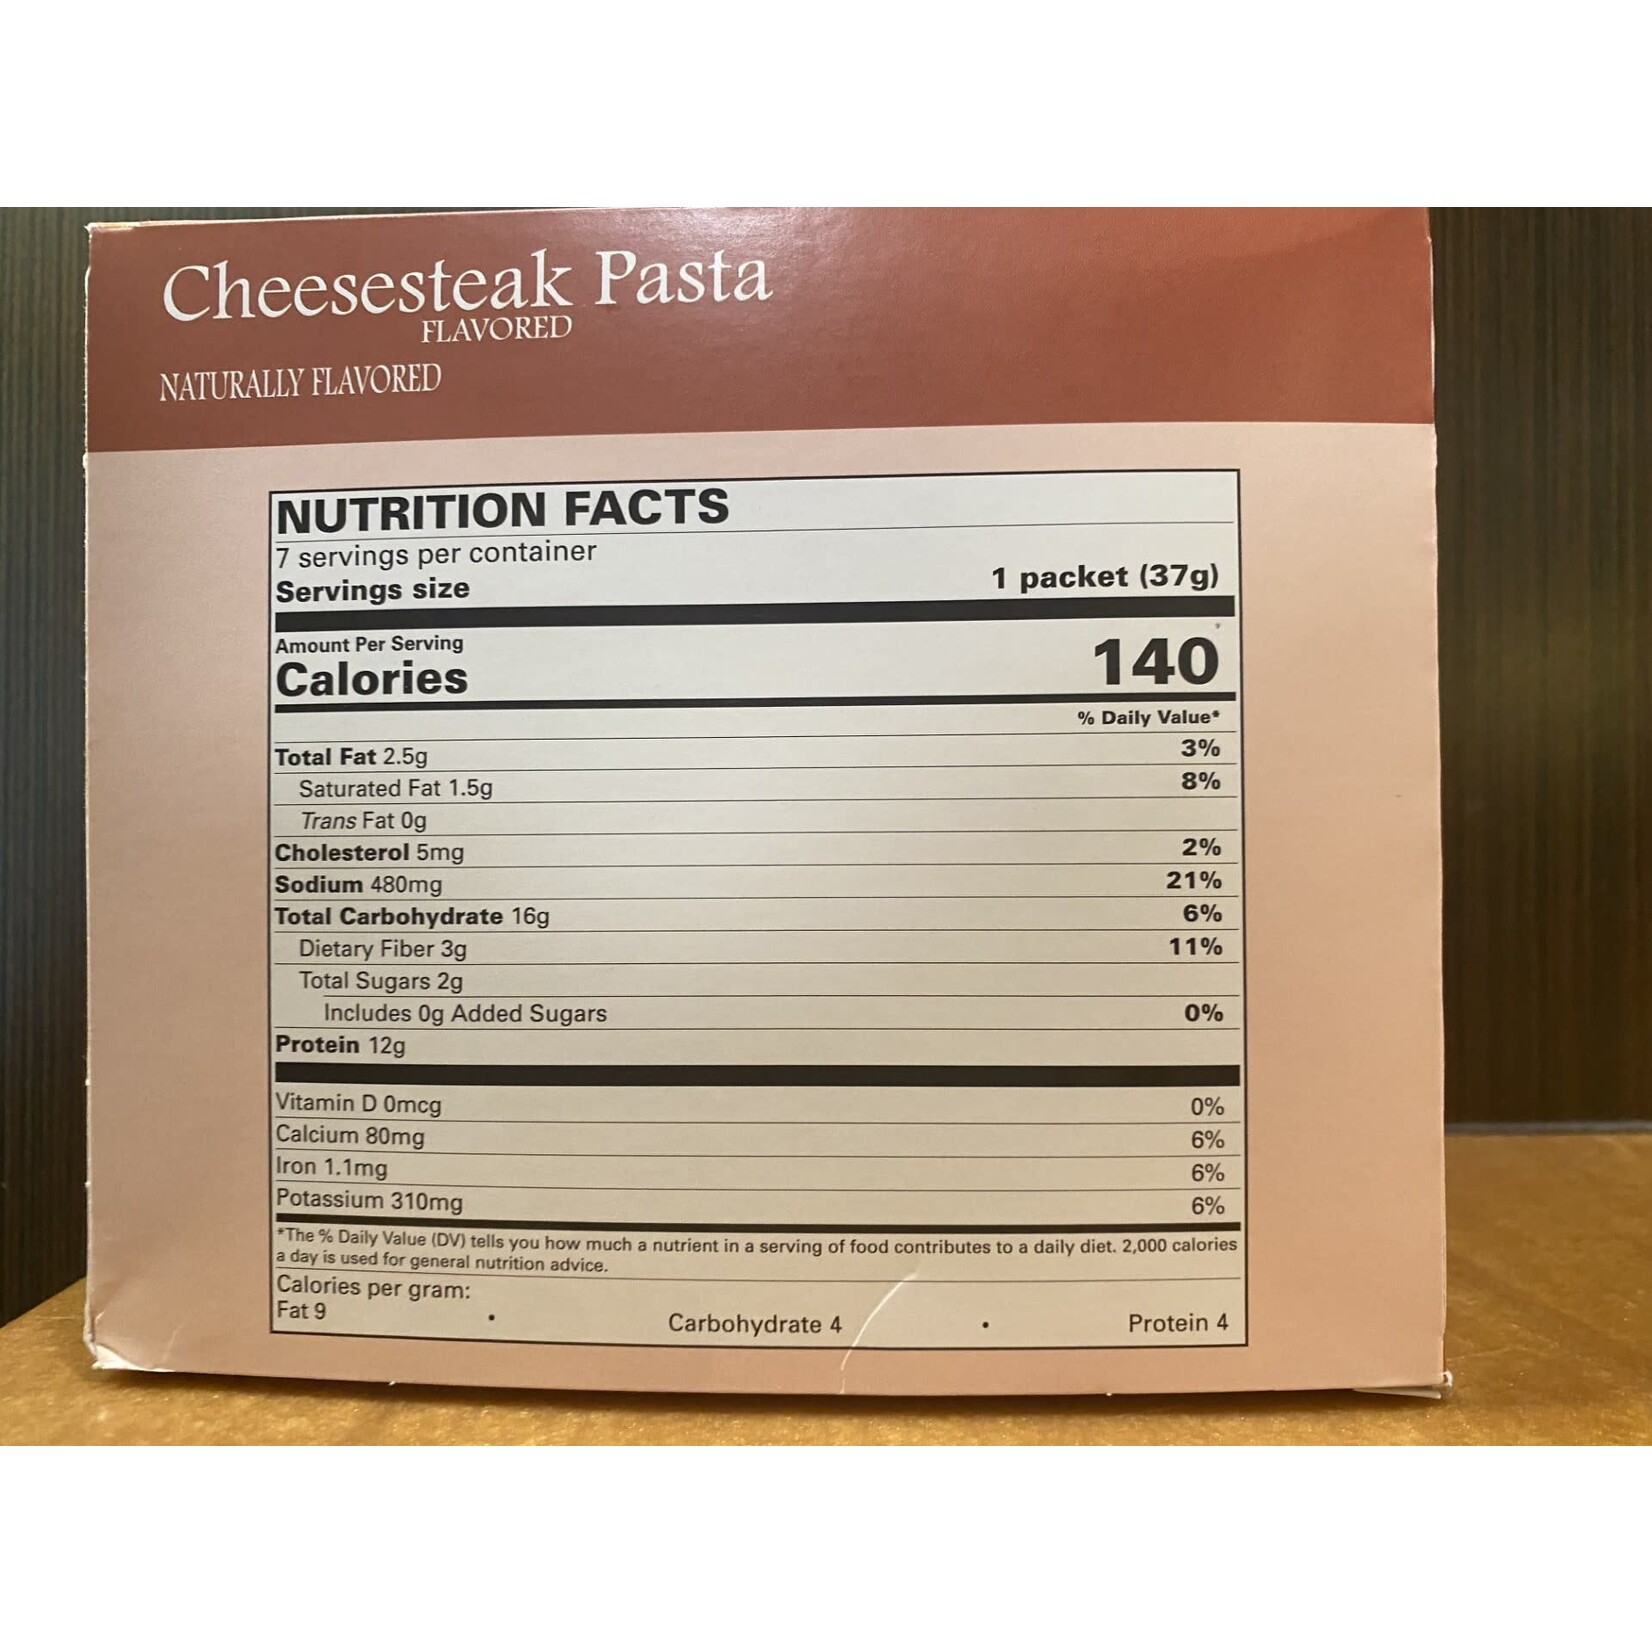 Cheesesteak Pasta
FLAVORED
NATURALLY FLAVORED
NUTRITION FACTS
7 servings per container
Servings size 1 packet (37g)
Amount Per Serving
Calories 140
% Daily Value*
Total Fat 2.5g 3%
Saturated Fat 1.5g 8%
Trans Fat 0g
Cholesterol 5mg 2%
Sodium 480mg 21%
Total Carbohydrate 16g 6%
Dietary Fiber 3g 11%
Total Sugars 2g
Includes 0g Added Sugars 0%
Protein 12g
Vitamin D 0mcg 0%
Calcium 80mg 6%
Iron 1.1mg 6%
Potassium 310mg 6%
*The % Daily Value (DV) tells you how much a nutrient in a serving of food contributes to a daily diet. 2,000 calories
a day is used for general nutrition advice.
Calories per gram:
Fat 9 • Carbohydrate 4 • Protein 4